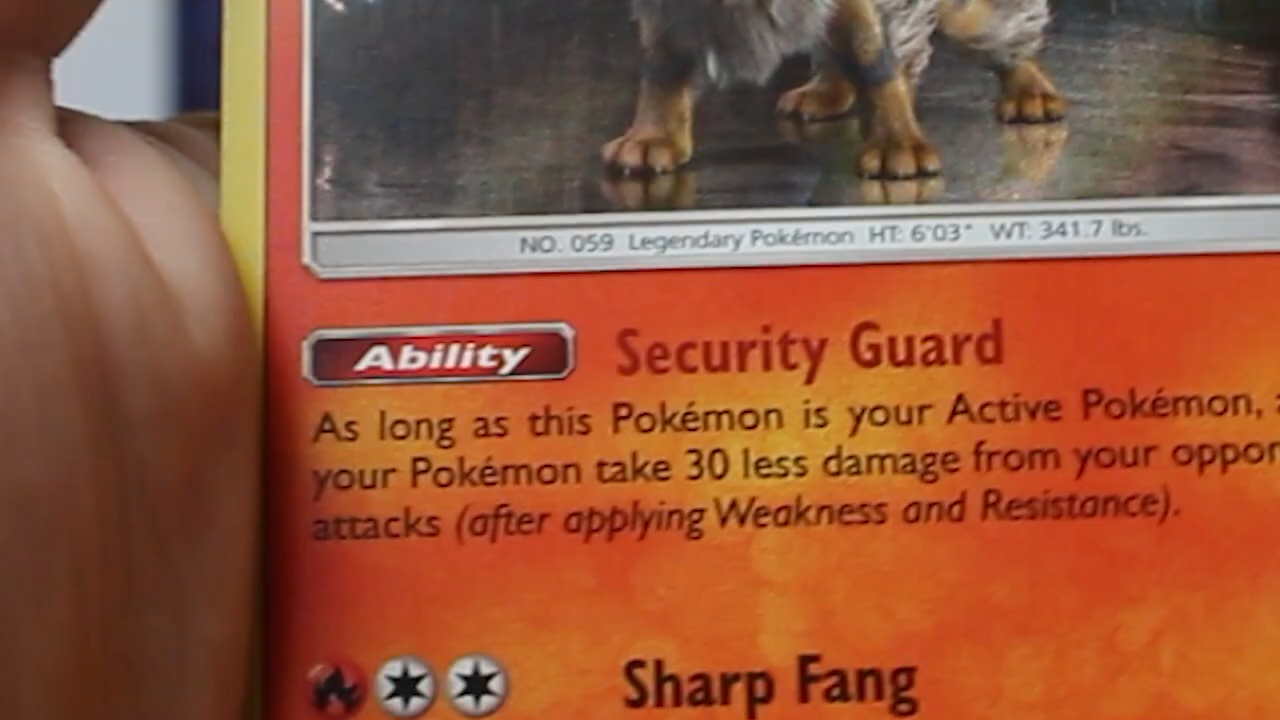 NO. 059 Legendary Pokémon HT: 6'03" WT: 341.7 lbs.
Ability Security Guard
As long as this Pokémon is your Active Pokémon,
your Pokémon take 30 less damage from your oppor
attacks (after applying Weakness and Resistance).
Sharp Fang